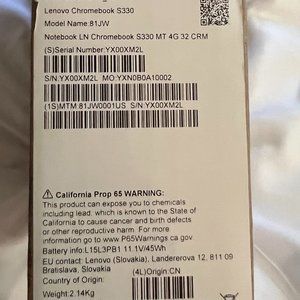 Lenovo Chromebook S330
Model Name:81JW
Notebook LN Chromebook S330 MT 4G 32 CRM
(S)Serial Number:YX00XM2L
S/N:YX00XM2L MO:YXN0B0A10002
(1S)MTM:81JW0001US S/N:YX00XM2L
⚠ California Prop 65 WARNING:
This product can expose you to chemicals
including lead, which is known to the State of
California to cause cancer and birth defects
or other reproductive harm. For more
information go to www.P65Warnings.ca.gov.
Battery info:L15L3PB1 11.1V/45Wh
EU contact: Lenovo (Slovakia), Landererova 12, 811 09
Bratislava, Slovakia
(4L)Origin:CN
Country of Origin:
Weight:2.14Kg